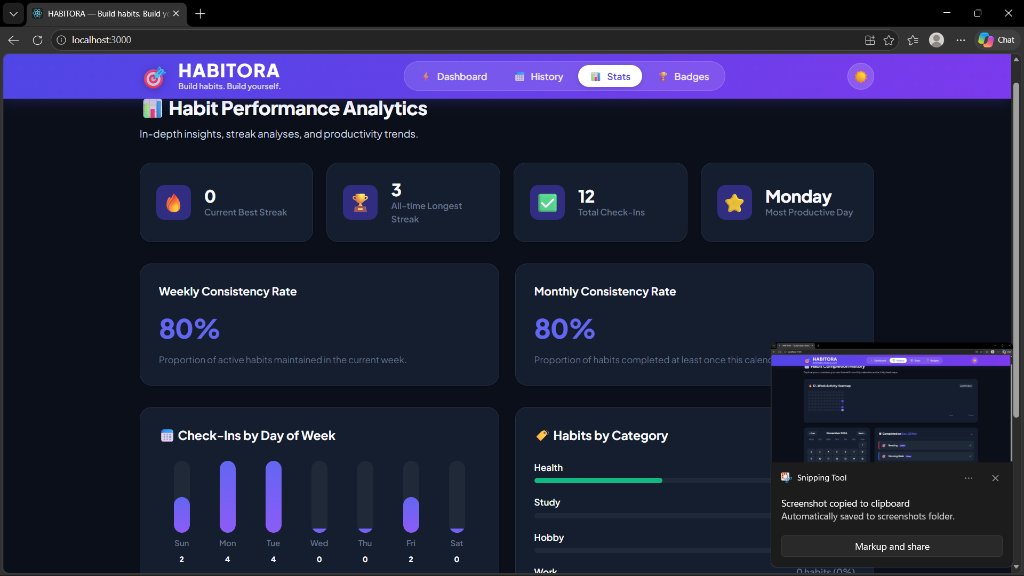 HABITORA — Build habits. Build yo
localhost:3000
Chat
HABITORA
Build habits. Build yourself.
Dashboard
History
Stats
Badges
Habit Performance Analytics
In-depth insights, streak analyses, and productivity trends.
0
Current Best Streak
3
All-time Longest
Streak
12
Total Check-Ins
Monday
Most Productive Day
Weekly Consistency Rate
80%
Proportion of active habits maintained in the current week.
Monthly Consistency Rate
80%
Proportion of habits completed at least once this calend
Check-Ins by Day of Week
Sun Mon Tue Wed Thu Fri Sat
2 4 4 0 0 2 0
Habits by Category
Health
Study
Hobby
Work
0 habits (0%)
HABITORA
Snipping Tool
Screenshot copied to clipboard
Automatically saved to screenshots folder.
Markup and share